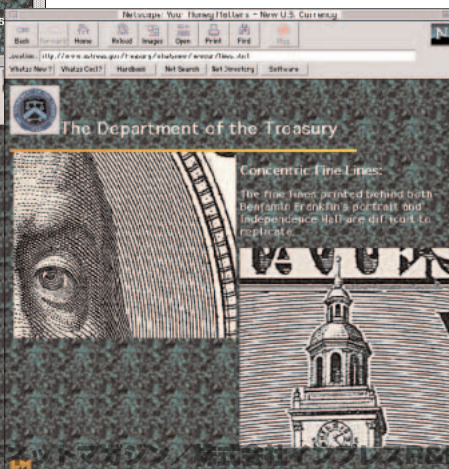 Netscape: Your Money Matters - New U.S. Currency
Back Forward Home Reload Images Open Print Find Stop
Location:
What's New? What's Cool? Handbook Net Search Net Directory Software
N
The Department of the Treasury
Concentric Fine Lines:
The fine lines printed behind both
Benjamin Franklin's portrait and
Independence Hall are difficult to
replicate.